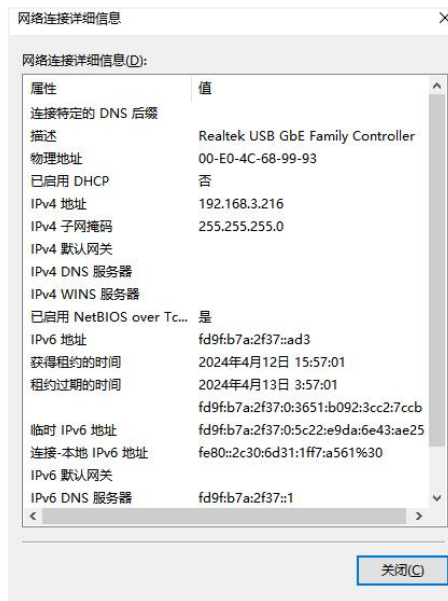 网络连接详细信息
网络连接详细信息(D):
属性 值
连接特定的 DNS 后缀
描述 Realtek USB GbE Family Controller
物理地址 00-E0-4C-68-99-93
已启用 DHCP 否
IPv4 地址 192.168.3.216
IPv4 子网掩码 255.255.255.0
IPv4 默认网关
IPv4 DNS 服务器
IPv4 WINS 服务器
已启用 NetBIOS over Tc... 是
IPv6 地址 fd9f:b7a:2f37::ad3
获得租约的时间 2024年4月12日 15:57:01
租约过期的时间 2024年4月13日 3:57:01
fd9f:b7a:2f37:0:3651:b092:3cc2:7ccb
临时 IPv6 地址 fd9f:b7a:2f37:0:5c22:e9da:6e43:ae25
连接-本地 IPv6 地址 fe80::2c30:6d31:1ff7:a561%30
IPv6 默认网关
IPv6 DNS 服务器 fd9f:b7a:2f37::1
关闭(C)